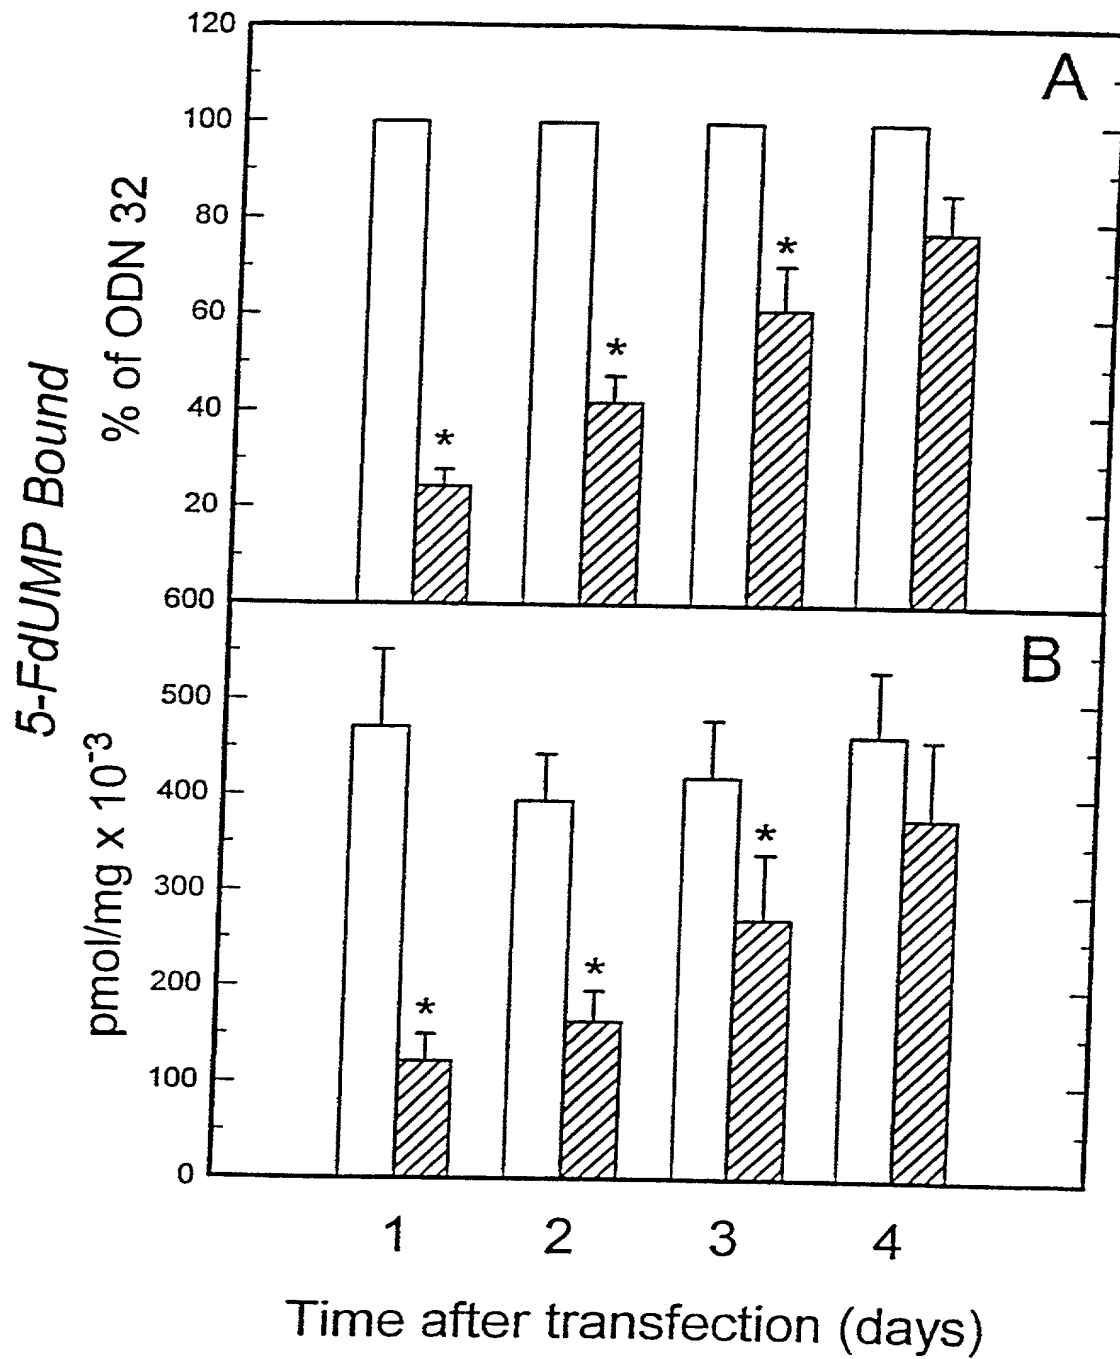 120
100
80
60
40
20
600
500
400
300
200
100
0
A
B
*
*
*
*
*
*
5-FdUMP Bound
% of ODN 32
pmol/mg x 10⁻³
1 2 3 4
Time after transfection (days)